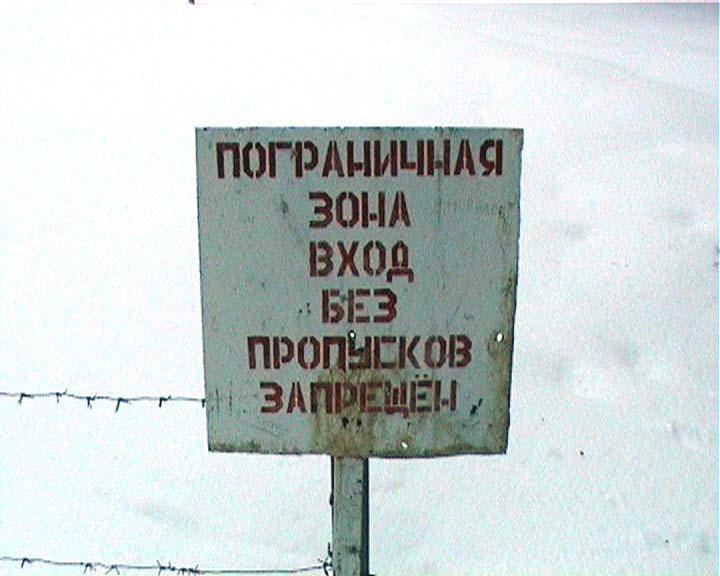 ПОГРАНИЧНАЯ
ЗОНА
ВХОД
БЕЗ
ПРОПУСКОВ
ЗАПРЕЩЁН